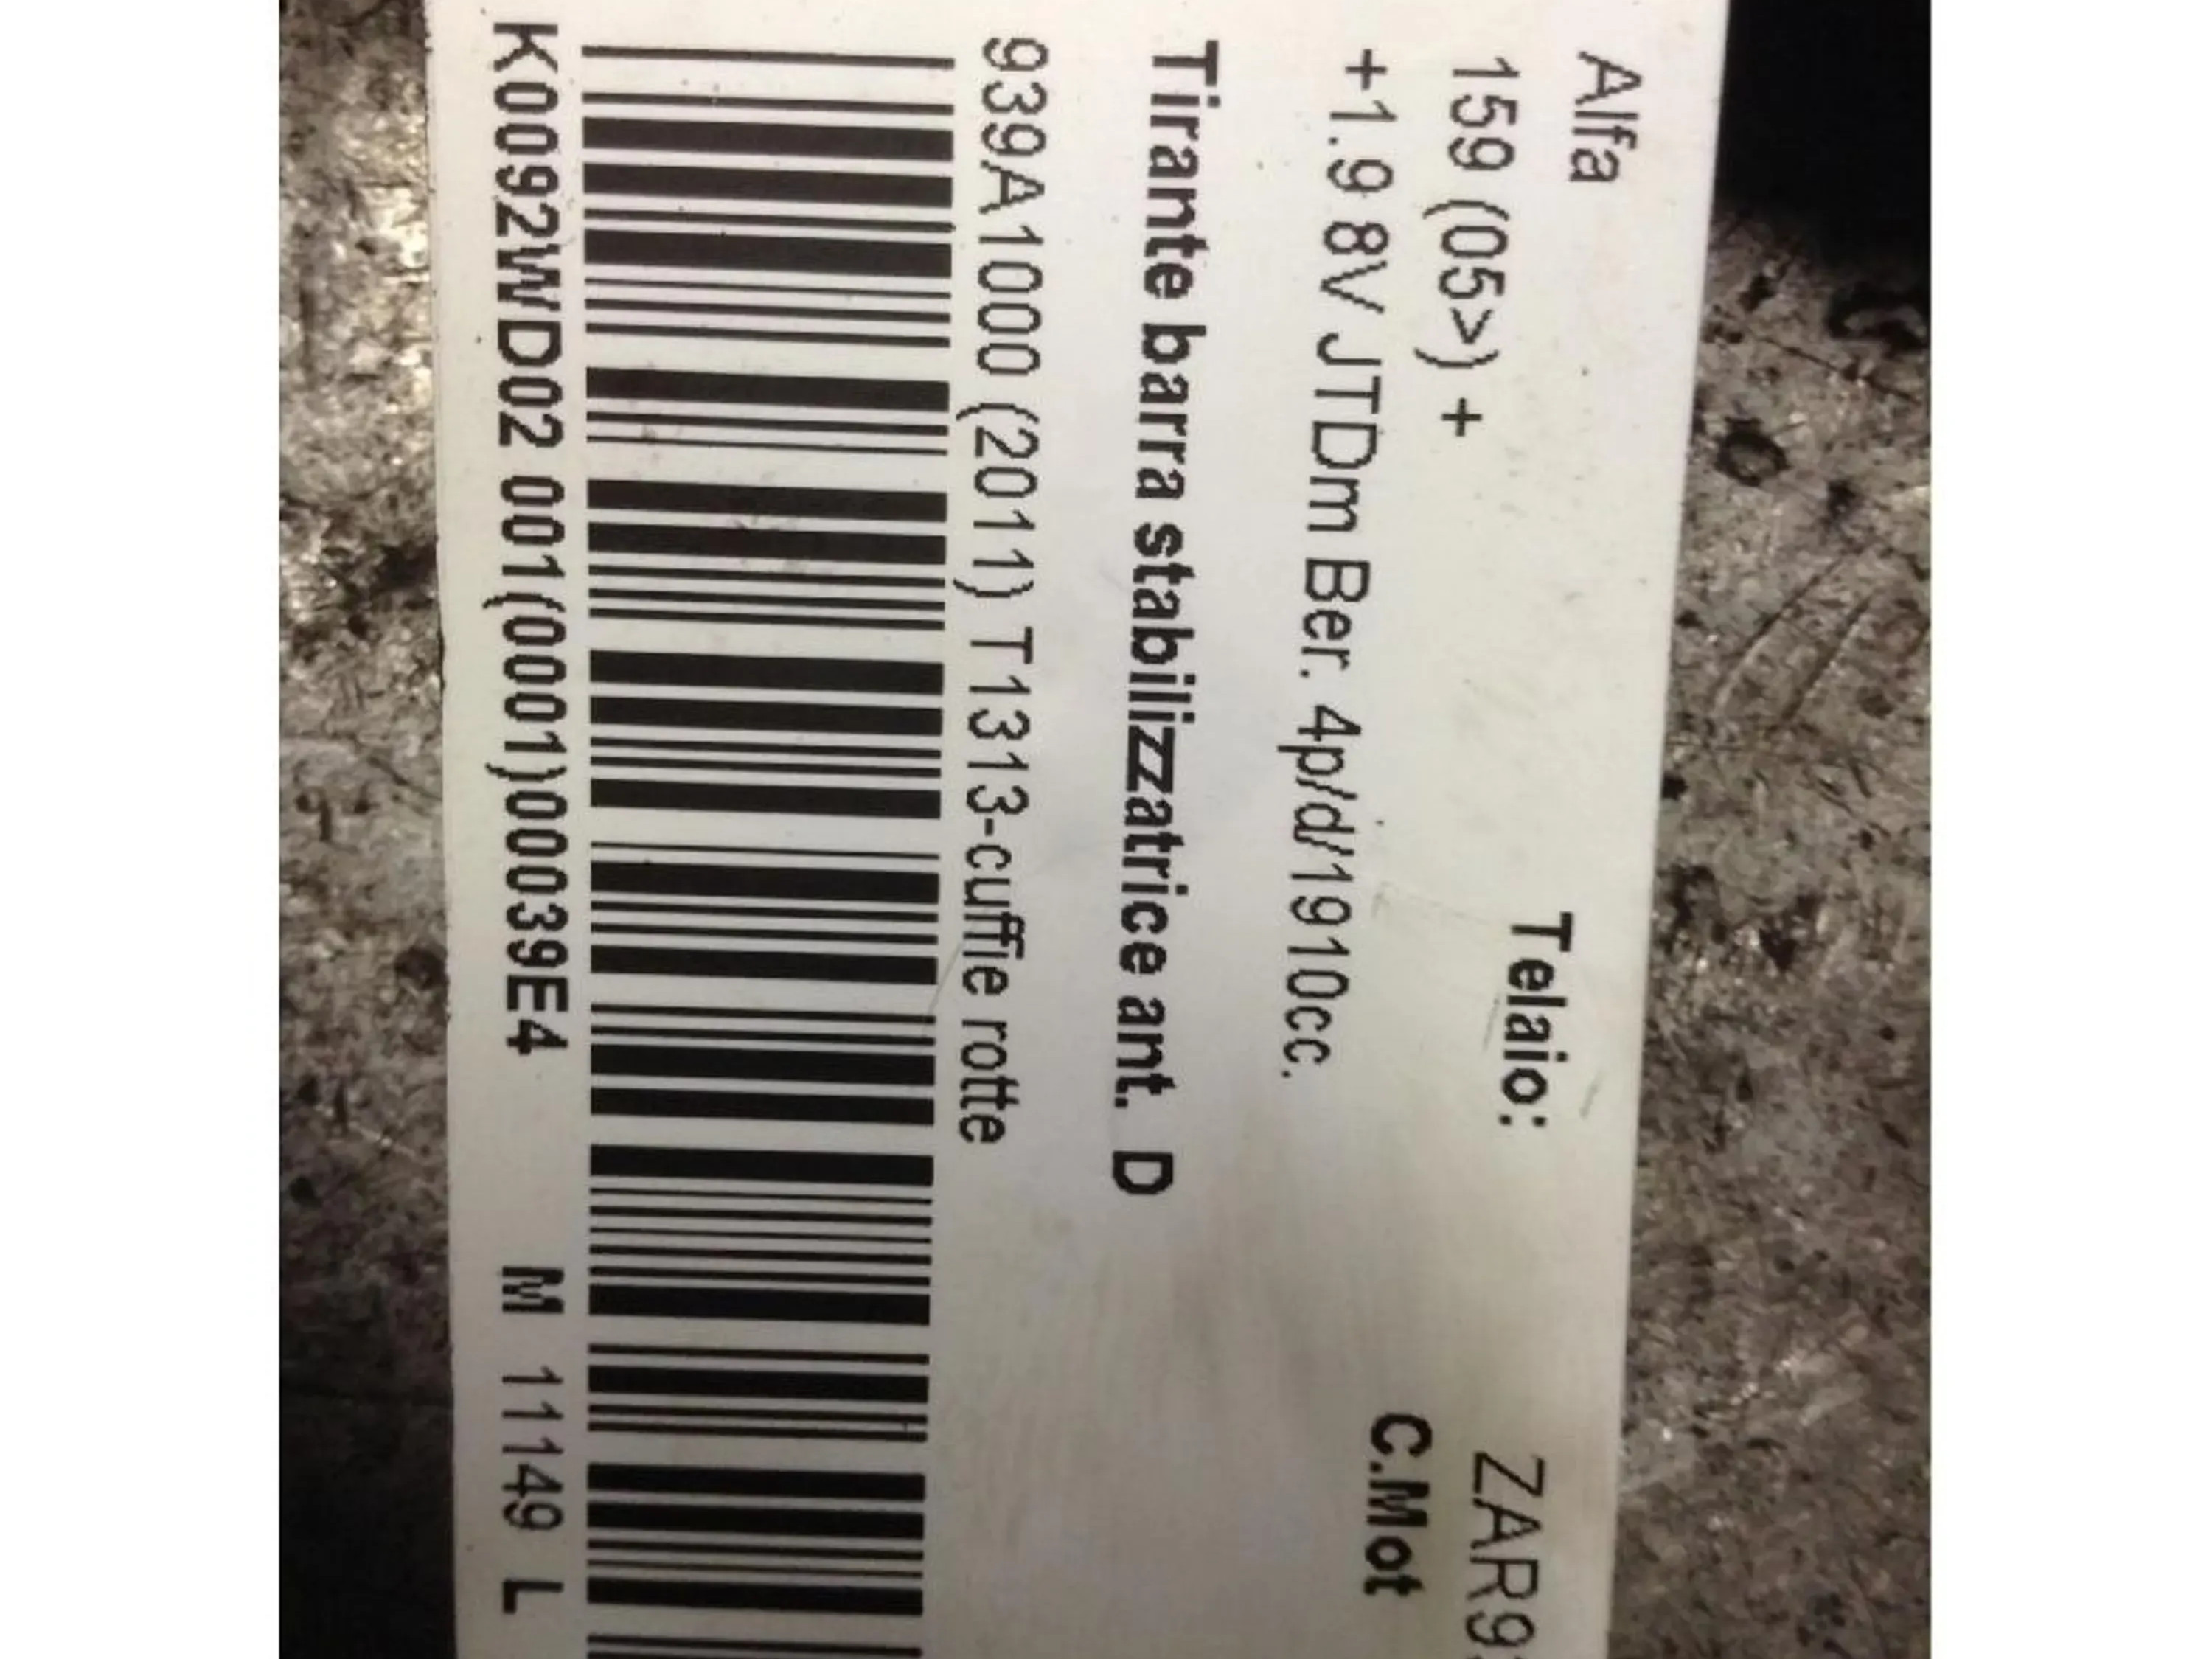 Alfa
159 (05>) + Telaio: ZAR9
+1.9 8V JTDm Ber. 4p/d/1910cc. C.Mot
Tirante barra stabilizzatrice ant. D
939A1000 (2011) T1313-cuffie rotte
K0092WD02 001(0001)00039E4 M 11149 L